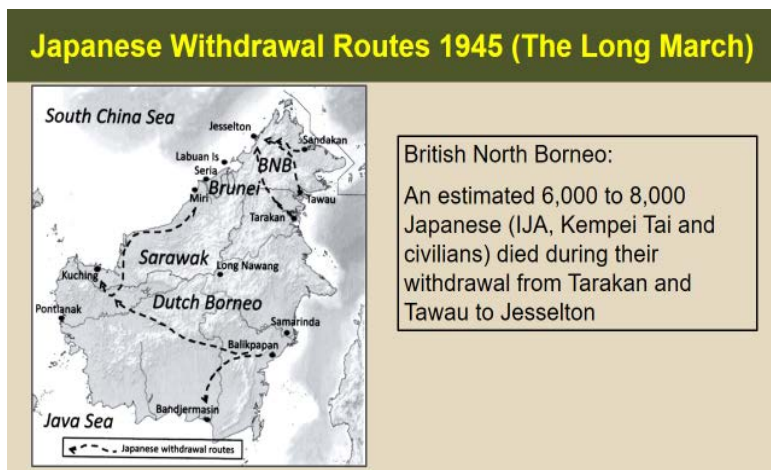 Japanese Withdrawal Routes 1945 (The Long March)
South China Sea
Jesselton
Sandakan
Labuan Is
BNB
Seria
Brunei
Miri
Tawau
Tarakan
Sarawak
Long Nawang
Kuching
Dutch Borneo
Pontianak
Samarinda
Balikpapan
Bandjermasin
Java Sea
Japanese withdrawal routes
British North Borneo:
An estimated 6,000 to 8,000
Japanese (IJA, Kempei Tai and
civilians) died during their
withdrawal from Tarakan and
Tawau to Jesselton